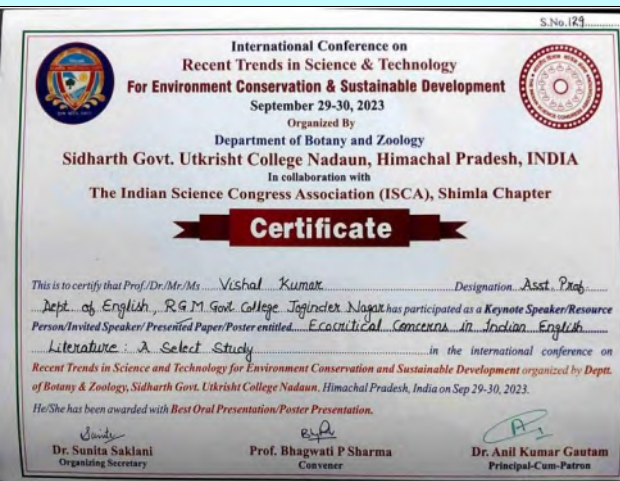 S.No.129
International Conference on
Recent Trends in Science & Technology
For Environment Conservation & Sustainable Development
September 29-30, 2023
Organized By
Department of Botany and Zoology
Sidharth Govt. Utkrisht College Nadaun, Himachal Pradesh, INDIA
In collaboration with
The Indian Science Congress Association (ISCA), Shimla Chapter
Certificate
This is to certify that Prof./Dr./Mr./Ms Vishal Kumar Designation Asst. Prof.
Dept. of English, RGM Govt College Joginder Nagar has participated as a Keynote Speaker/Resource
Person/Invited Speaker/ Presented Paper/Poster entitled Ecocritical Concerns in Indian English
Literature : A Select Study in the international conference on
Recent Trends in Science and Technology for Environment Conservation and Sustainable Development organized by Deptt.
of Botany & Zoology, Sidharth Govt. Utkrisht College Nadaun, Himachal Pradesh, India on Sep 29-30, 2023.
He/She has been awarded with Best Oral Presentation/Poster Presentation.
Dr. Sunita Saklani
Organizing Secretary
Prof. Bhagwati P Sharma
Convener
Dr. Anil Kumar Gautam
Principal-Cum-Patron